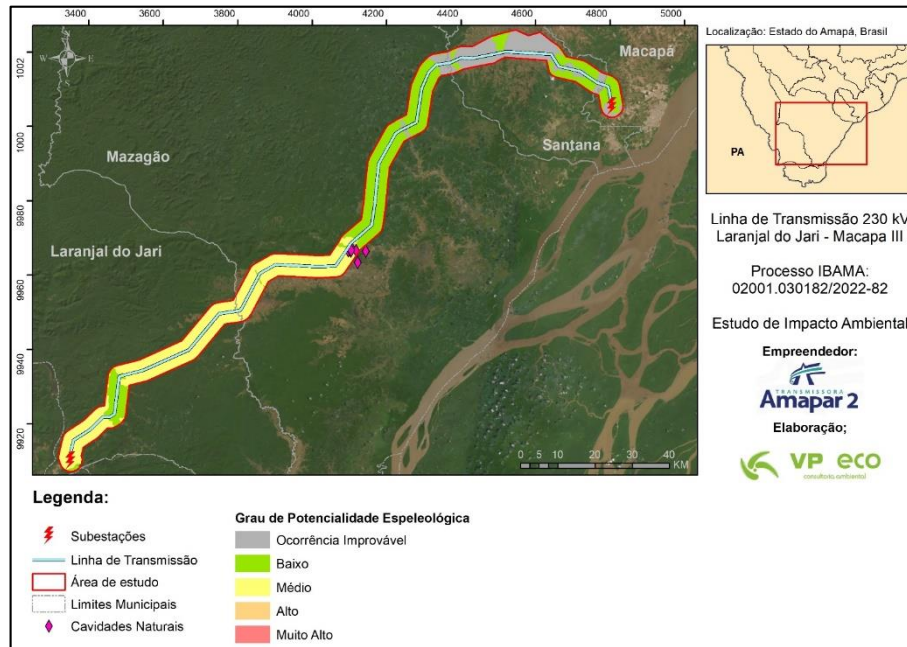 3400
3600
3800
4000
4200
4400
4600
4800
5000
1002
1000
9980
9960
9940
9920
W
E
Macapá
Santana
Mazagão
Laranjal do Jari
0 5 10 20 30 40
KM
Localização: Estado do Amapá, Brasil
PA
Linha de Transmissão 230 kV
Laranjal do Jari - Macapa III
Processo IBAMA:
02001.030182/2022-82
Estudo de Impacto Ambiental
Empreendedor:
TRANSMISSORA
Amapar 2
Elaboração;
VP eco
consultoria ambiental
Legenda:
Subestações
Linha de Transmissão
Área de estudo
Limites Municipais
Cavidades Naturais
Grau de Potencialidade Espeleológica
Ocorrência Improvável
Baixo
Médio
Alto
Muito Alto